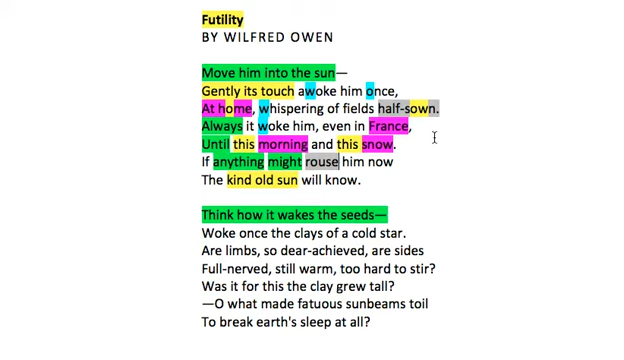 Futility
BY WILFRED OWEN
Move him into the sun—
Gently its touch awoke him once,
At home, whispering of fields half-sown.
Always it woke him, even in France,
Until this morning and this snow.
If anything might rouse him now
The kind old sun will know.
Think how it wakes the seeds—
Woke once the clays of a cold star.
Are limbs, so dear-achieved, are sides
Full-nerved, still warm, too hard to stir?
Was it for this the clay grew tall?
—O what made fatuous sunbeams toil
To break earth's sleep at all?